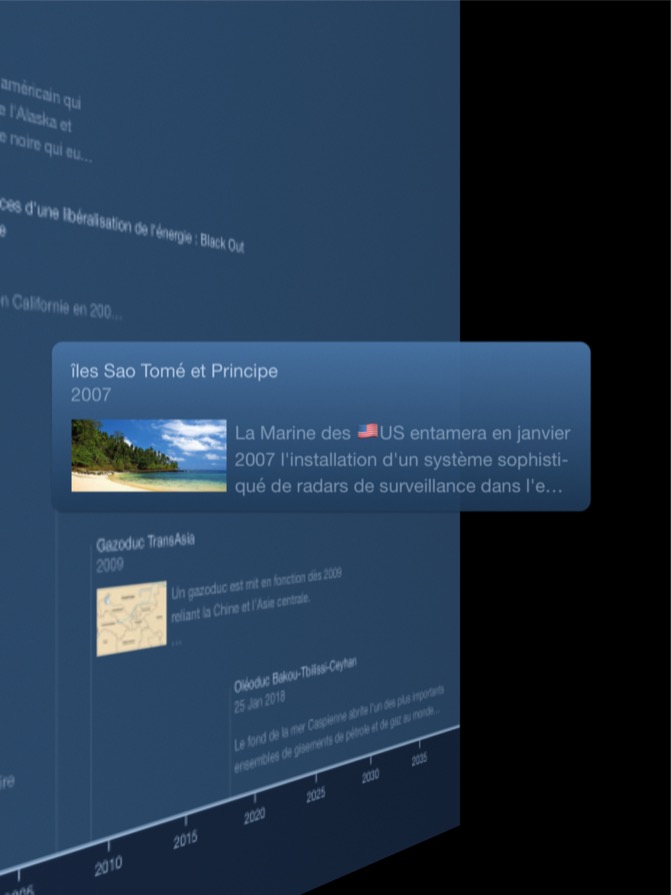 américain qui
e l'Alaska et
e noire qui eu...
ces d'une libéralisation de l'énergie : Black Out
e
n Californie en 200...
îles Sao Tomé et Principe
2007
La Marine des 🇺🇸US entamera en janvier
2007 l'installation d'un système sophisti-
qué de radars de surveillance dans l'e...
Gazoduc TransAsia
2009
Un gazoduc est mit en fonction dès 2009
reliant la Chine et l'Asie centrale.
...
Oléoduc Bakou-Tbilissi-Ceyhan
25 Jan 2018
Le fond de la mer Caspienne abrite l'un des plus importants
ensembles de gisements de pétrole et de gaz au monde...
ire
2005
2010
2015
2020
2025
2030
2035